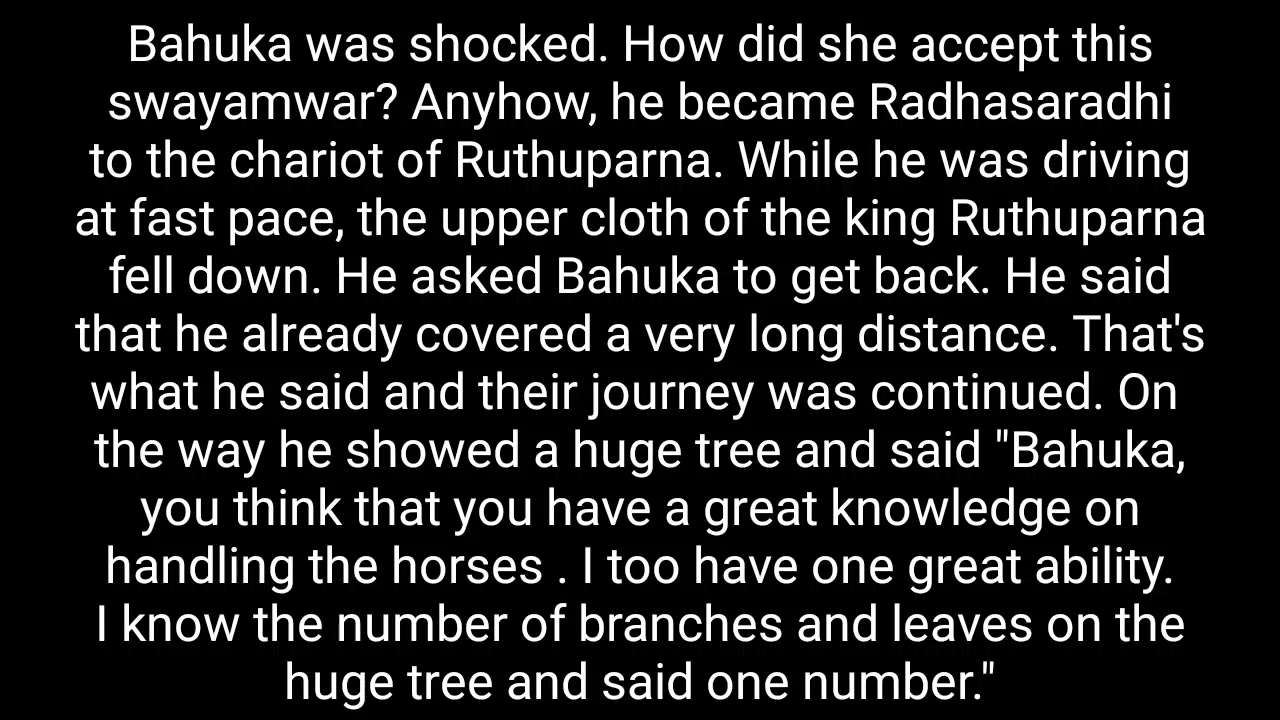 Bahuka was shocked. How did she accept this
swayamwar? Anyhow, he became Radhasaradhi
to the chariot of Ruthuparna. While he was driving
at fast pace, the upper cloth of the king Ruthuparna
fell down. He asked Bahuka to get back. He said
that he already covered a very long distance. That's
what he said and their journey was continued. On
the way he showed a huge tree and said "Bahuka,
you think that you have a great knowledge on
handling the horses . I too have one great ability.
I know the number of branches and leaves on the
huge tree and said one number."